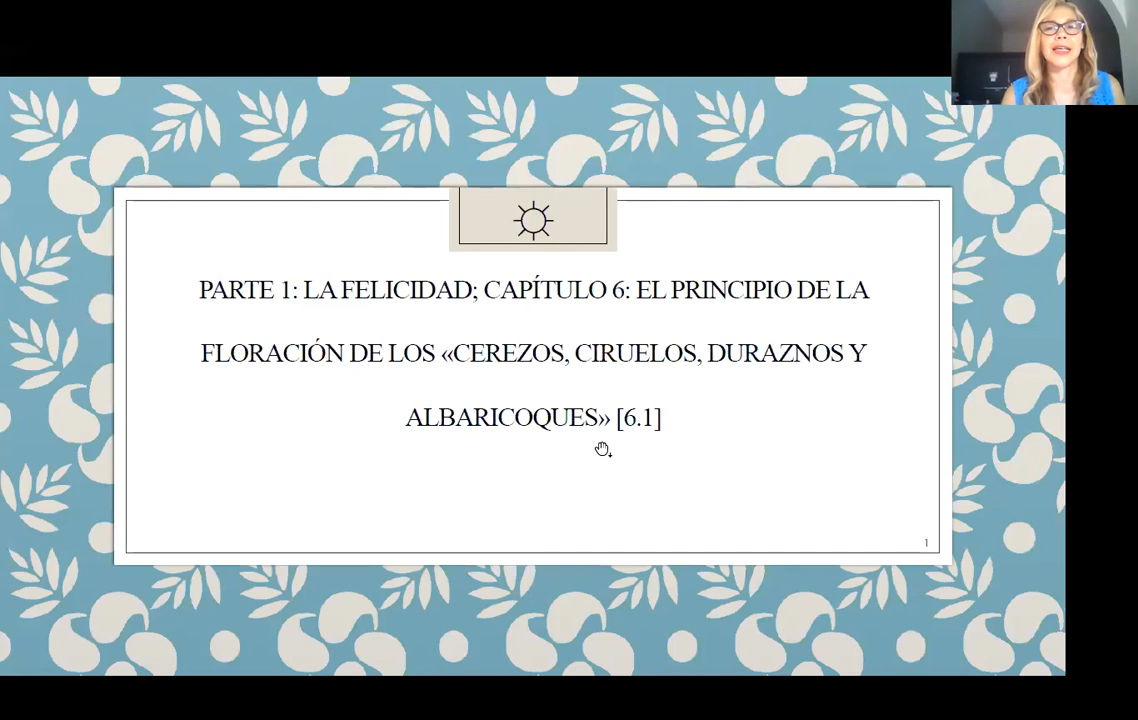 PARTE 1: LA FELICIDAD; CAPÍTULO 6: EL PRINCIPIO DE LA
FLORACIÓN DE LOS «CEREZOS, CIRUELOS, DURAZNOS Y
ALBARICOQUES» [6.1]
1